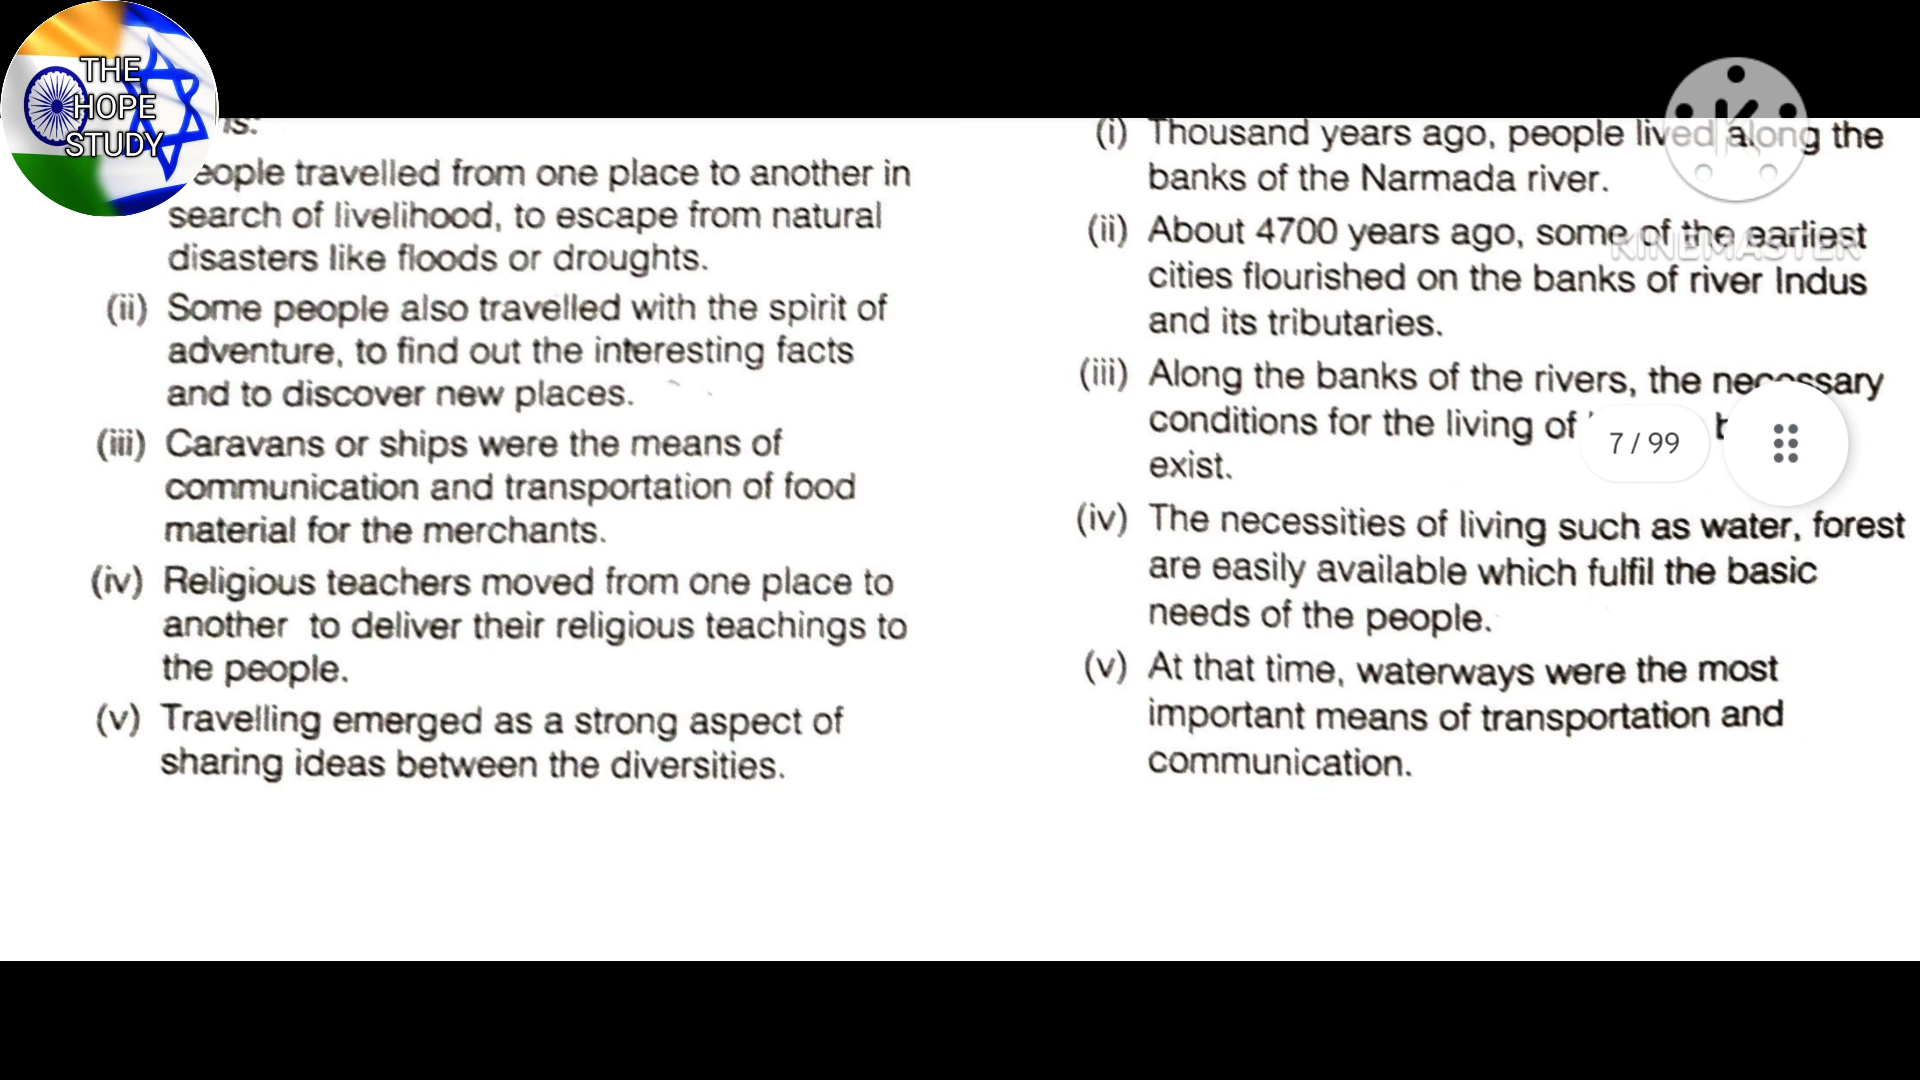 THE
HOPE
STUDY
is:
eople travelled from one place to another in
search of livelihood, to escape from natural
disasters like floods or droughts.
(ii) Some people also travelled with the spirit of
adventure, to find out the interesting facts
and to discover new places.
(iii) Caravans or ships were the means of
communication and transportation of food
material for the merchants.
(iv) Religious teachers moved from one place to
another to deliver their religious teachings to
the people.
(v) Travelling emerged as a strong aspect of
sharing ideas between the diversities.
(i) Thousand years ago, people lived along the
banks of the Narmada river.
(ii) About 4700 years ago, some of the earliest
cities flourished on the banks of river Indus
and its tributaries.
(iii) Along the banks of the rivers, the necessary
conditions for the living of
exist.
(iv) The necessities of living such as water, forest
are easily available which fulfil the basic
needs of the people.
(v) At that time, waterways were the most
important means of transportation and
communication.
K
KINEMASTER
7 / 99